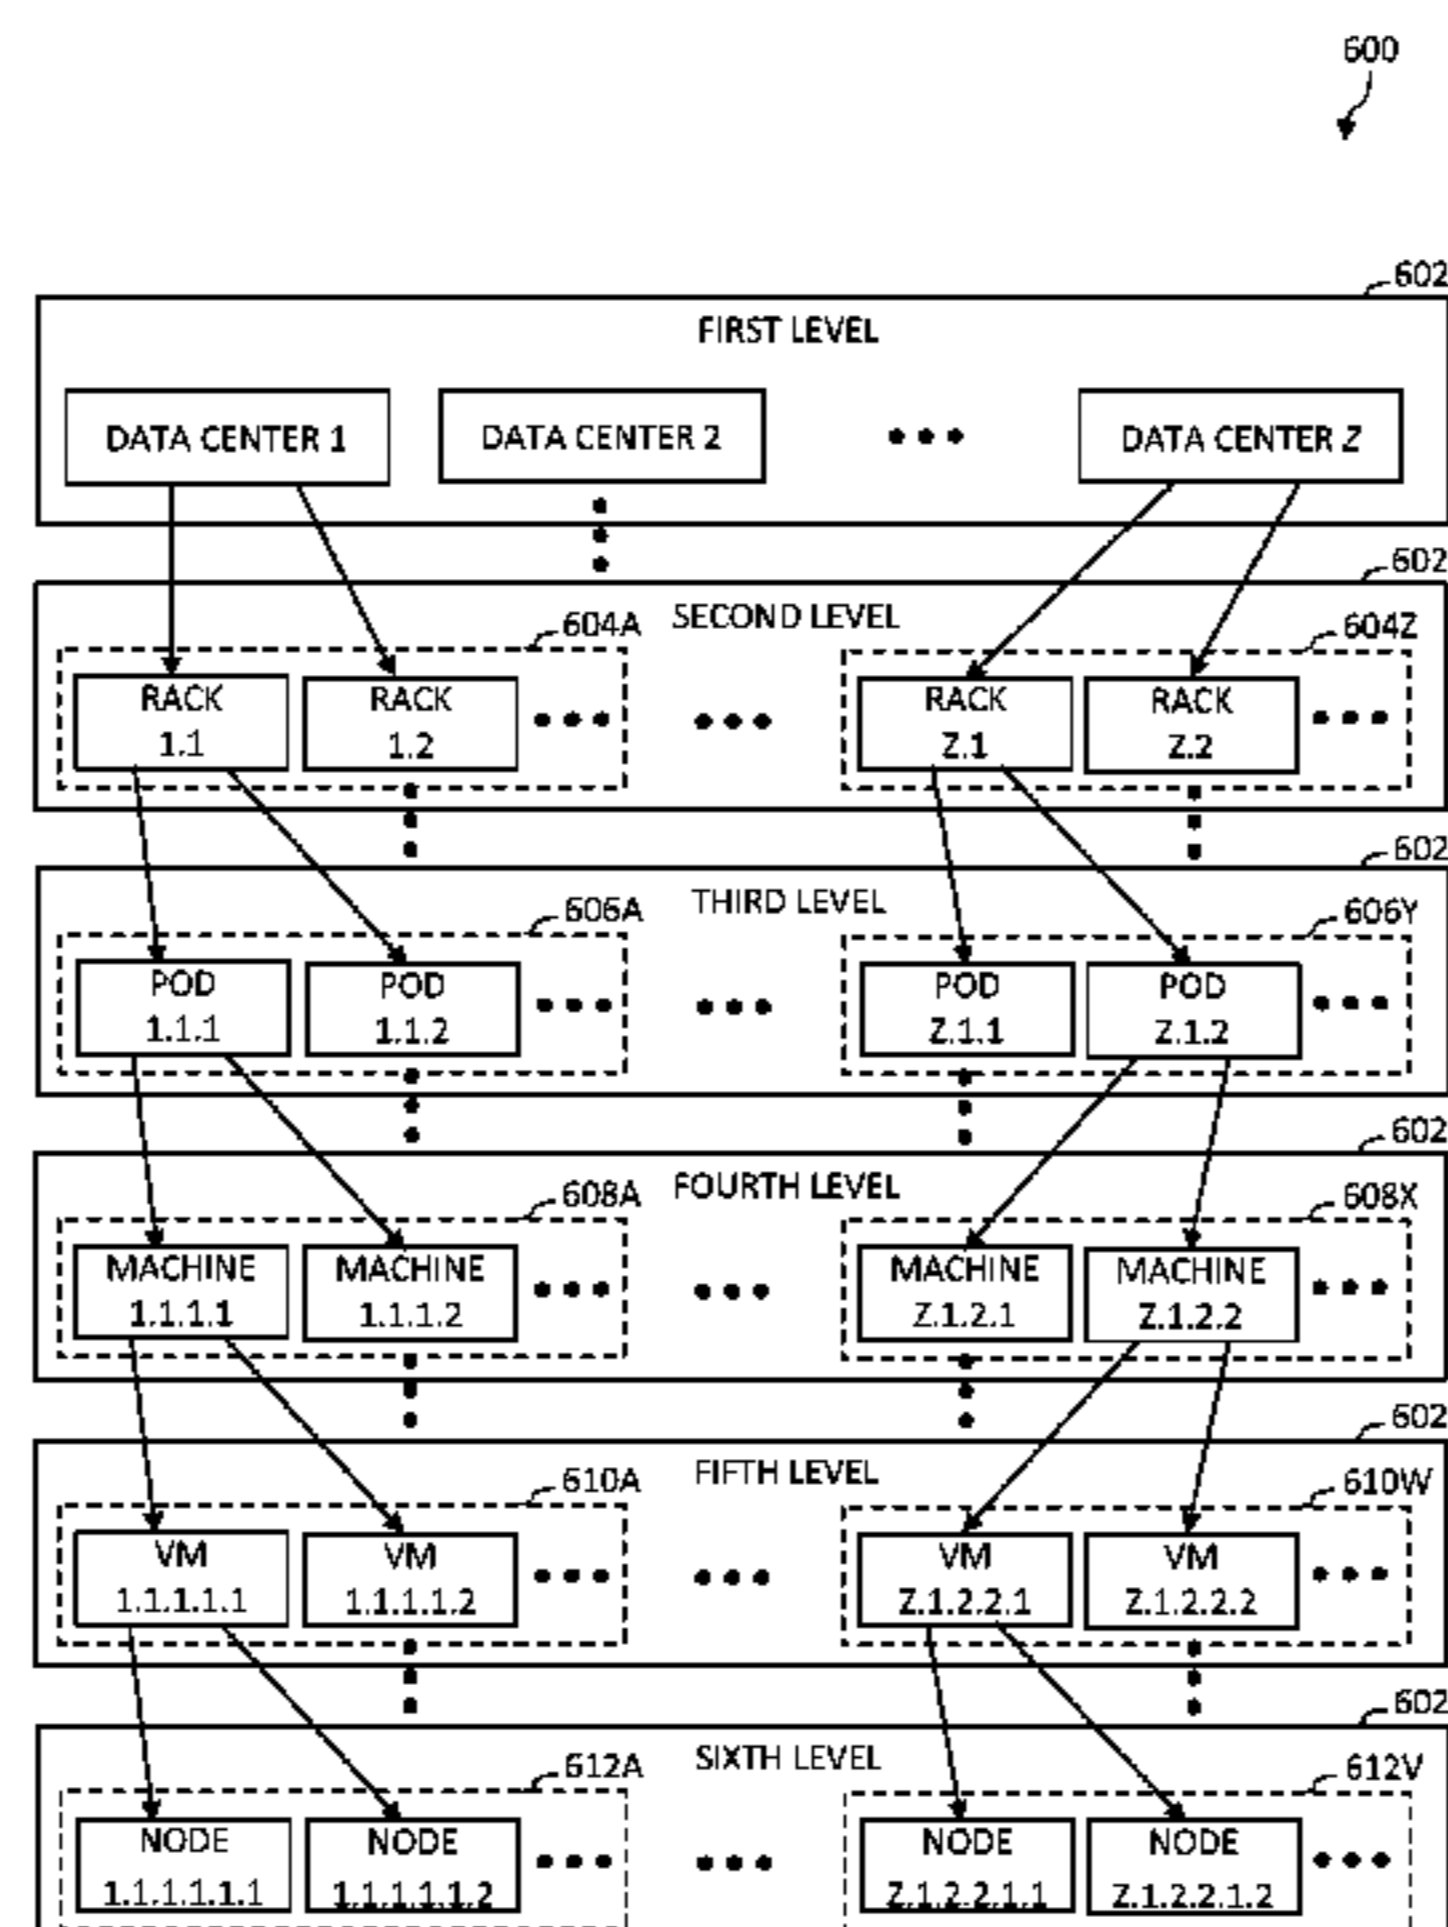 600
602
FIRST LEVEL
DATA CENTER 1
DATA CENTER 2
DATA CENTER Z
602
604A
SECOND LEVEL
604Z
RACK
1.1
RACK
1.2
RACK
Z.1
RACK
Z.2
602
606A
THIRD LEVEL
606Y
POD
1.1.1
POD
1.1.2
POD
Z.1.1
POD
Z.1.2
602
608A
FOURTH LEVEL
608X
MACHINE
1.1.1.1
MACHINE
1.1.1.2
MACHINE
Z.1.2.1
MACHINE
Z.1.2.2
602
610A
FIFTH LEVEL
610W
VM
1.1.1.1.1
VM
1.1.1.1.2
VM
Z.1.2.2.1
VM
Z.1.2.2.2
602
612A
SIXTH LEVEL
612V
NODE
1.1.1.1.1.1
NODE
1.1.1.1.1.2
NODE
Z.1.2.2.1.1
NODE
Z.1.2.2.1.2